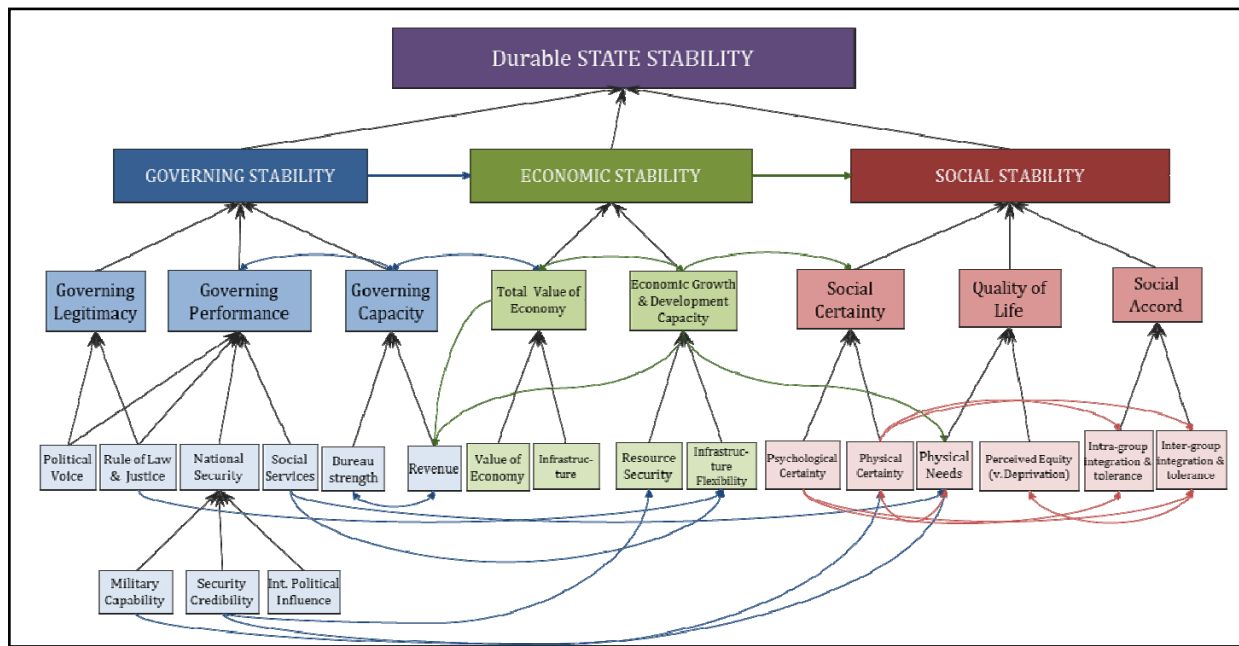 Durable STATE STABILITY
GOVERNING STABILITY
ECONOMIC STABILITY
SOCIAL STABILITY
Governing
Legitimacy
Governing
Performance
Governing
Capacity
Total Value of
Economy
Economic Growth
& Development
Capacity
Social
Certainty
Quality of
Life
Social
Accord
Political
Voice
Rule of Law
& Justice
National
Security
Social
Services
Bureau
strength
Revenue
Value of
Economy
Infrastruc-
ture
Resource
Security
Infrastruc-
ture
Flexibility
Psychological
Certainty
Physical
Certainty
Physical
Needs
Perceived Equity
(v.Deprivation)
Intra-group
integration &
tolerance
Inter-group
integration &
tolerance
Military
Capability
Security
Credibility
Int. Political
Influence